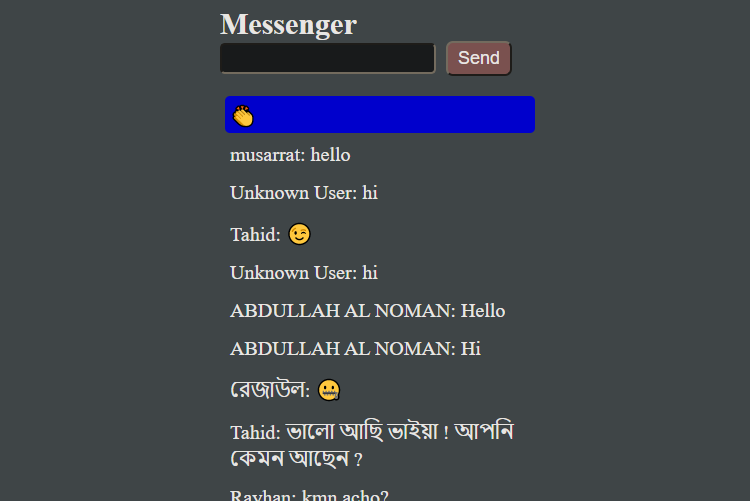 Messenger
Send
👏
musarrat: hello
Unknown User: hi
Tahid: 😉
Unknown User: hi
ABDULLAH AL NOMAN: Hello
ABDULLAH AL NOMAN: Hi
রেজাউল: 🤐
Tahid: ভালো আছি ভাইয়া ! আপনি
কেমন আছেন ?
Rayhan: kmn acho?